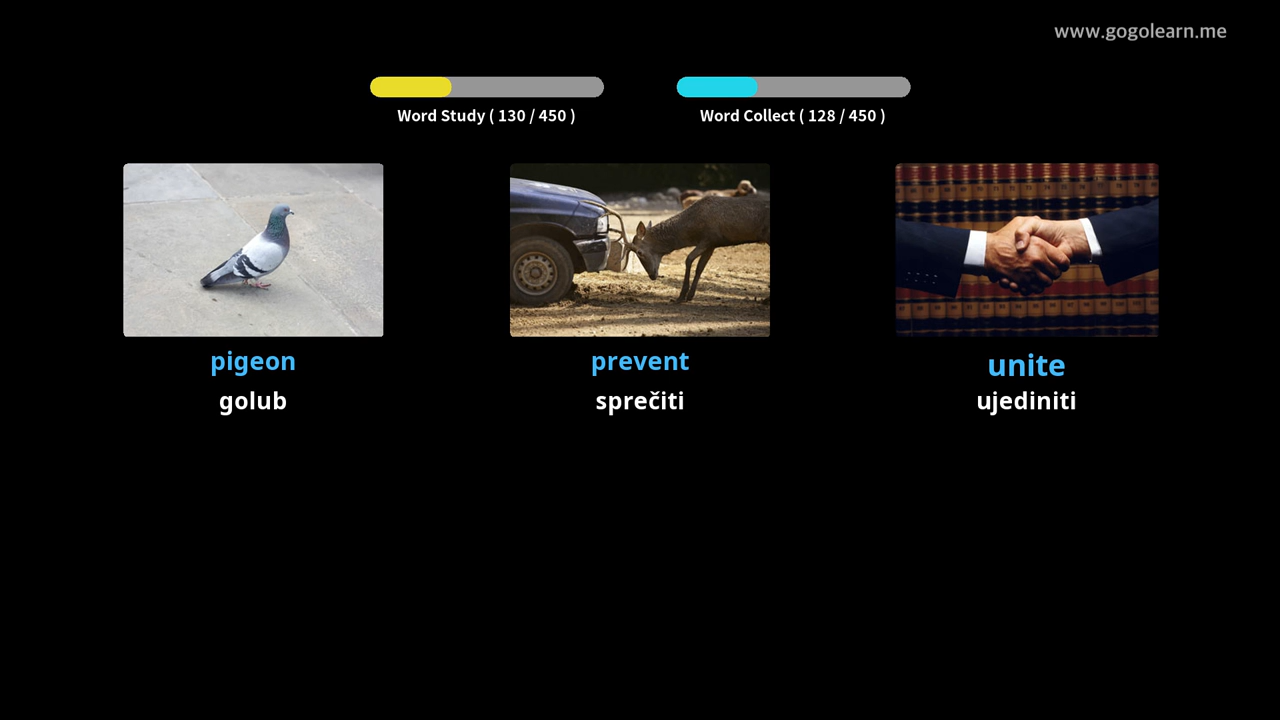 www.gogolearn.me
Word Study ( 130 / 450 )
Word Collect ( 128 / 450 )
pigeon
prevent
unite
golub
sprečiti
ujediniti